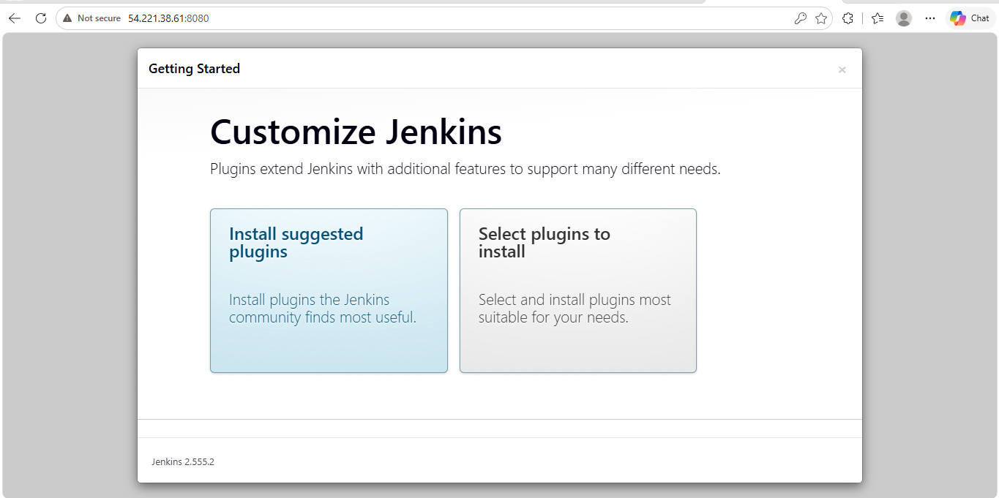 Not secure 54.221.38.61:8080
Chat
Getting Started
×
Customize Jenkins
Plugins extend Jenkins with additional features to support many different needs.
Install suggested
plugins
Install plugins the Jenkins
community finds most useful.
Select plugins to
install
Select and install plugins most
suitable for your needs.
Jenkins 2.555.2